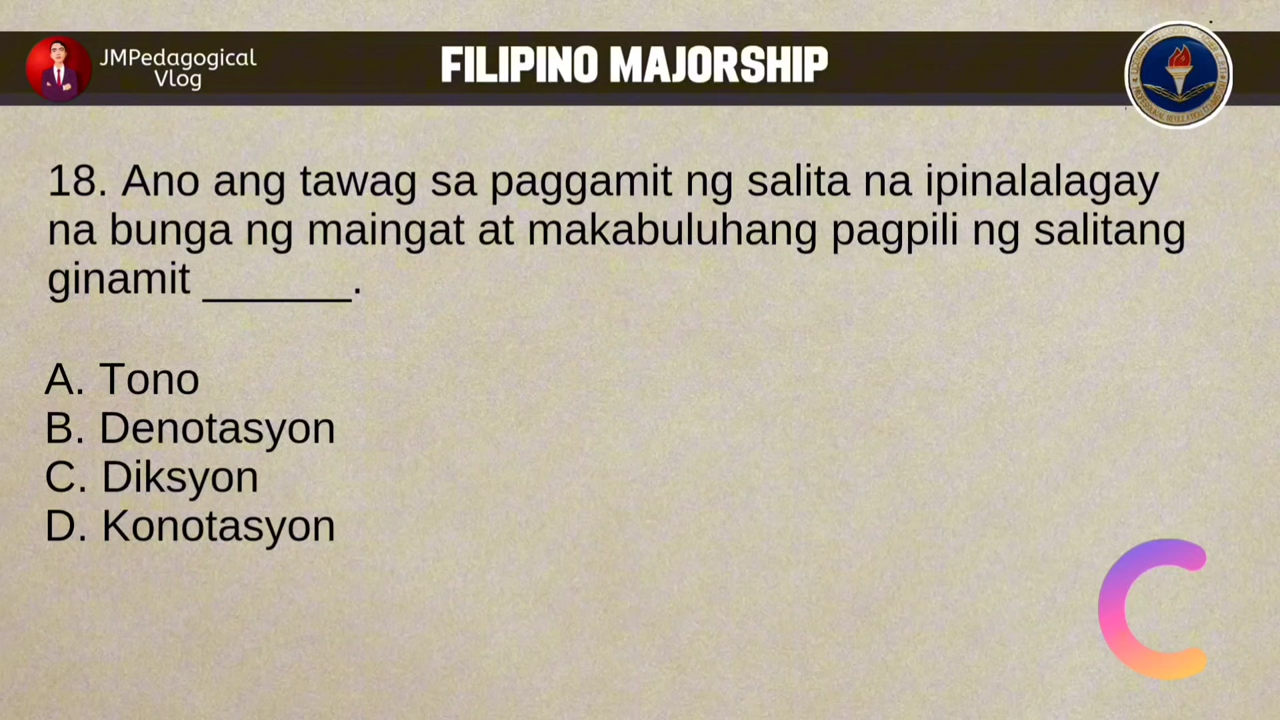 JMPedagogical
Vlog
FILIPINO MAJORSHIP
18. Ano ang tawag sa paggamit ng salita na ipinalalagay
na bunga ng maingat at makabuluhang pagpili ng salitang
ginamit ______.
A. Tono
B. Denotasyon
C. Diksyon
D. Konotasyon
C